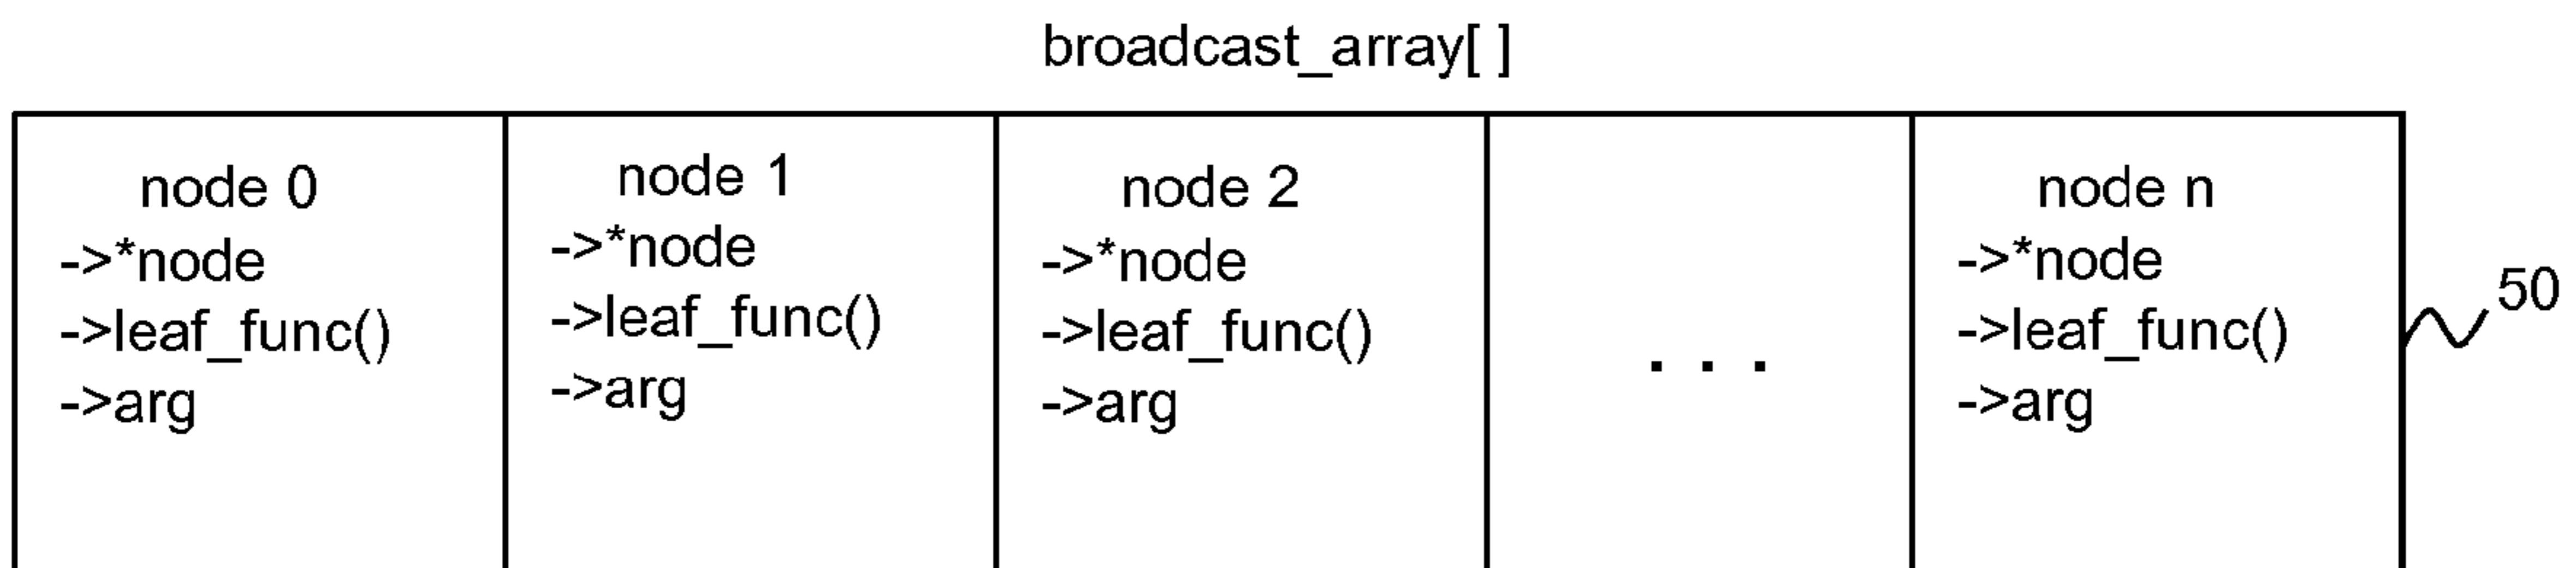 broadcast_array[ ]
node 0
->*node
->leaf_func()
->arg
node 1
->*node
->leaf_func()
->arg
node 2
->*node
->leaf_func()
->arg
. . .
node n
->*node
->leaf_func()
->arg
50